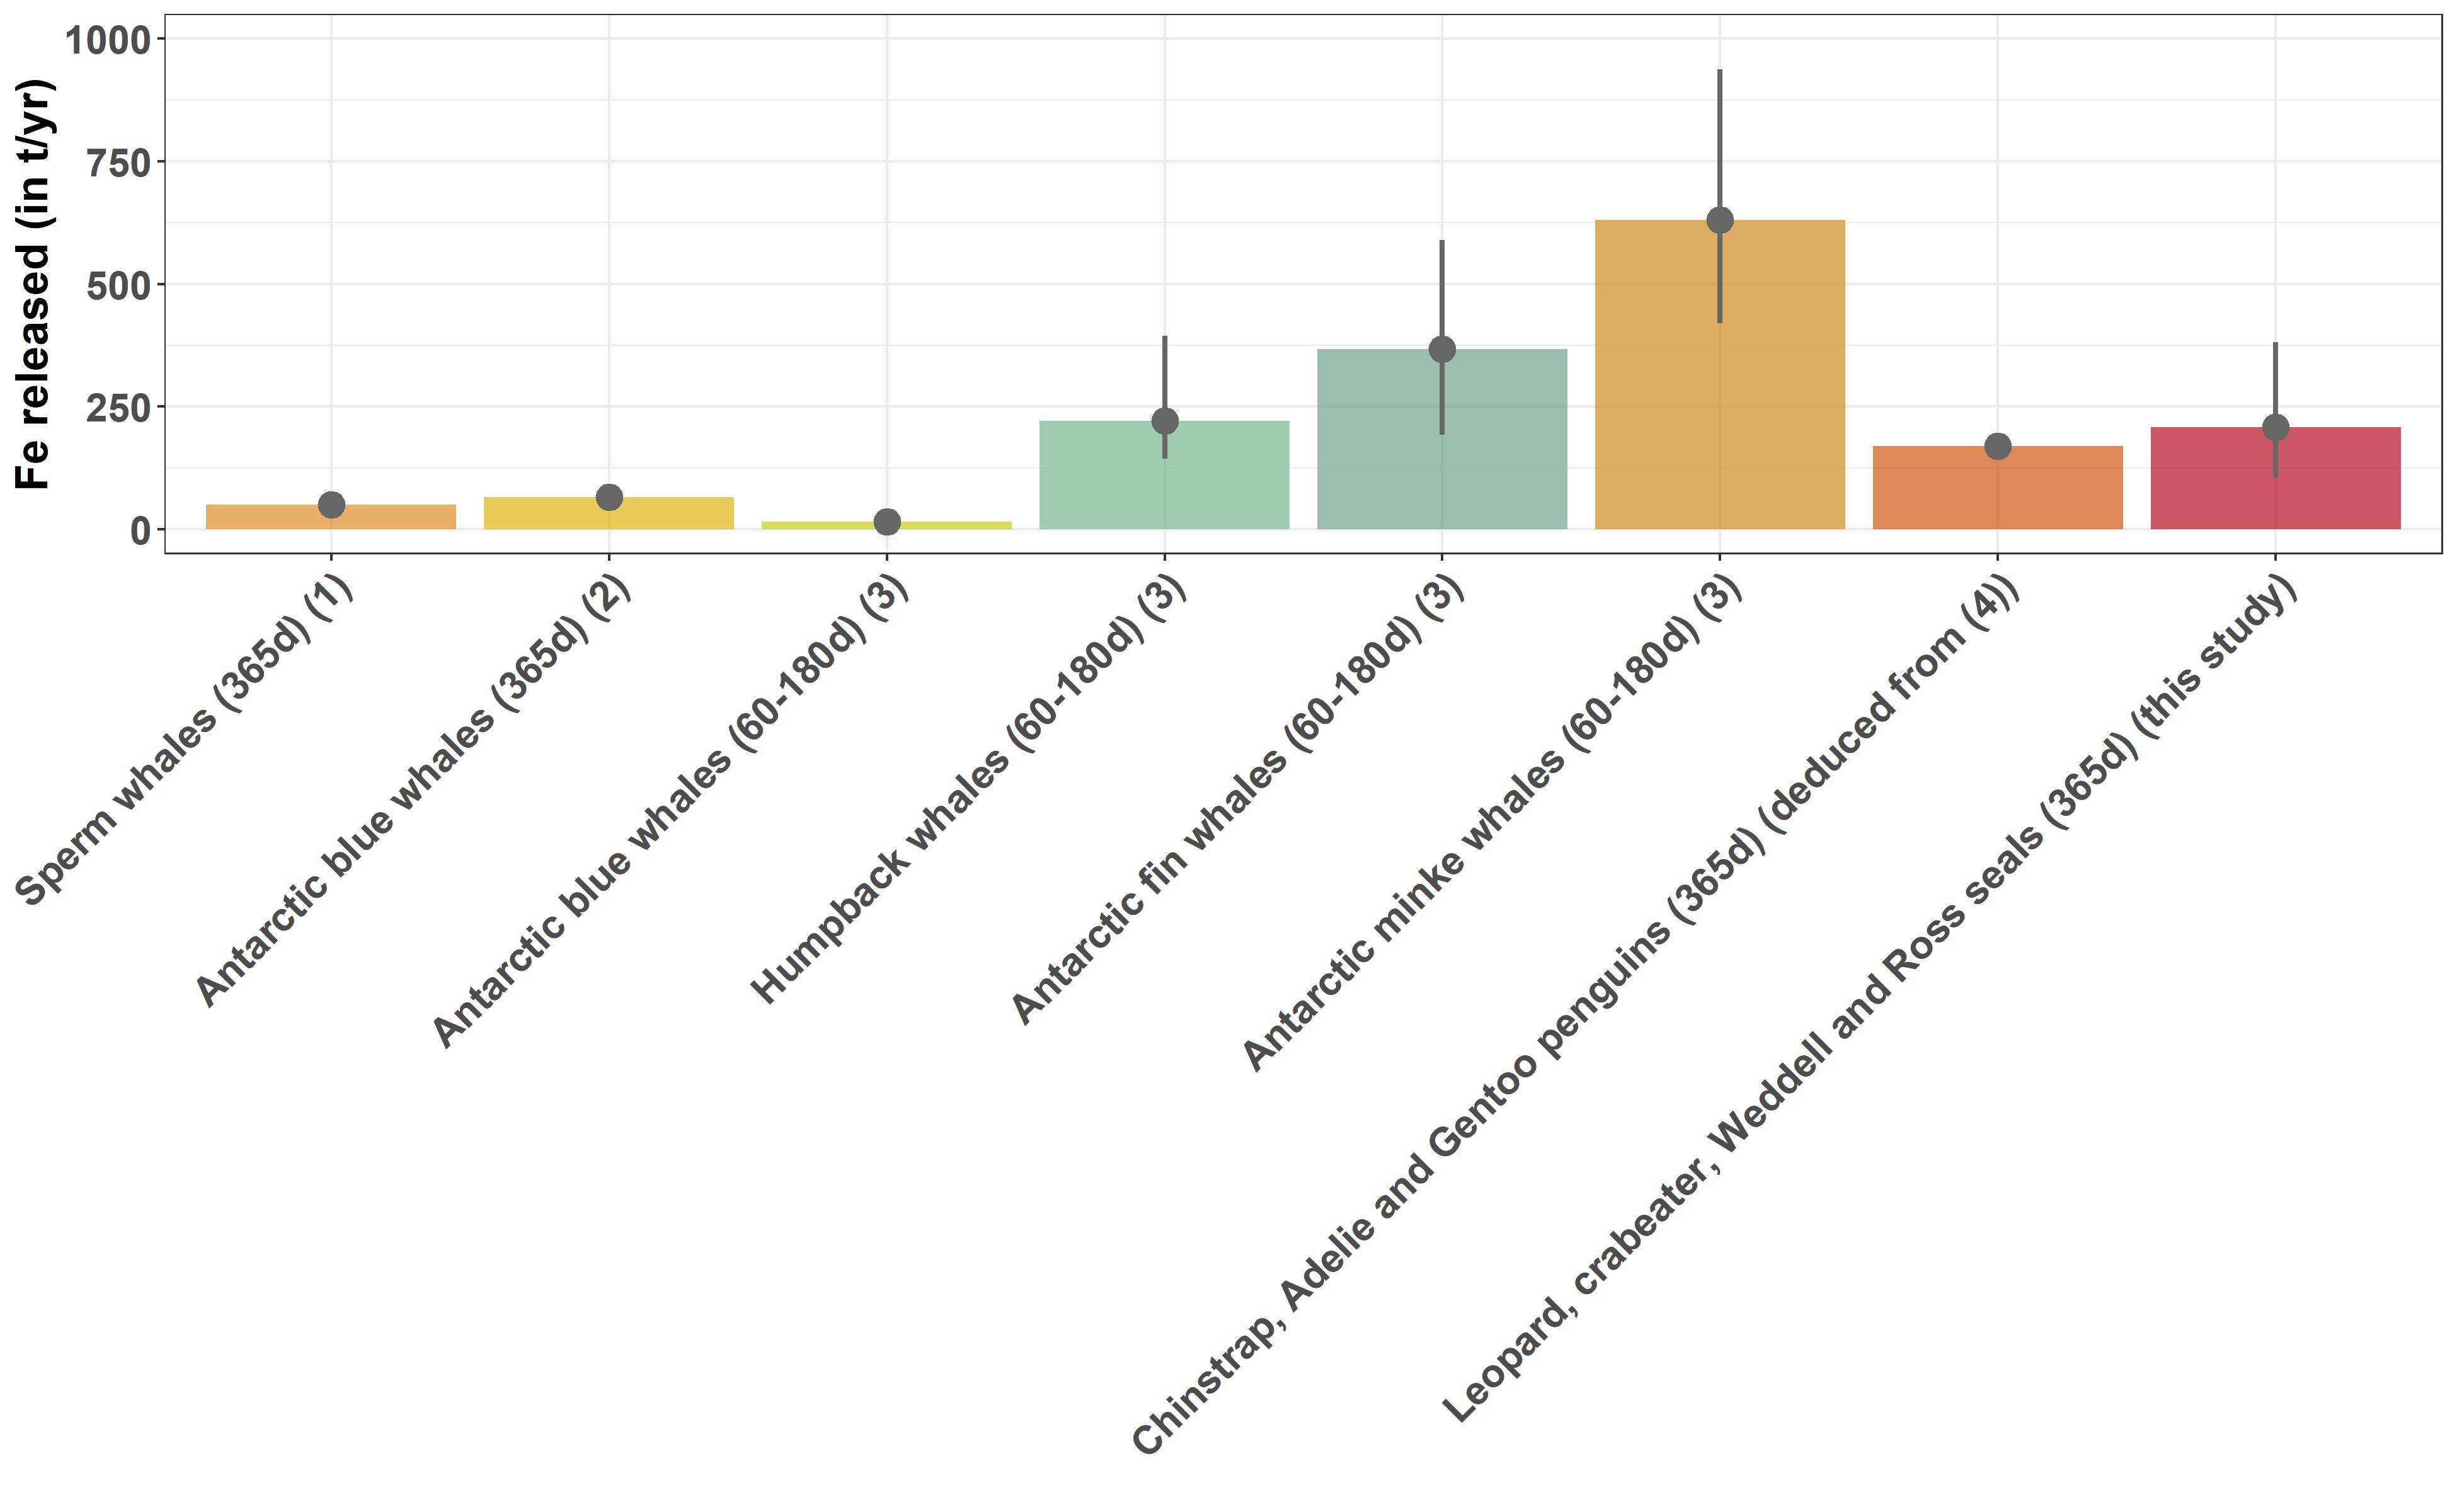 Fe released (in t/yr)
1000
750
500
250
0
Sperm whales (365d) (1)
Antarctic blue whales (365d) (2)
Antarctic blue whales (60-180d) (3)
Humpback whales (60-180d) (3)
Antarctic fin whales (60-180d) (3)
Antarctic minke whales (60-180d) (3)
Chinstrap, Adelie and Gentoo penguins (365d) (deduced from (4))
Leopard, crabeater, Weddell and Ross seals (365d) (this study)